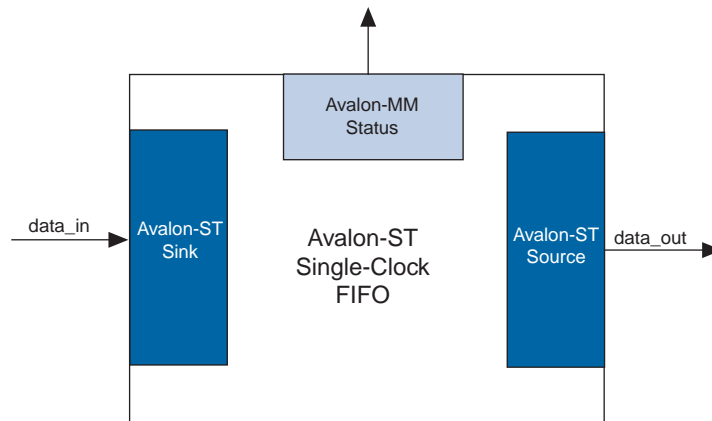 Avalon-MM
Status
data_in
Avalon-ST
Sink
Avalon-ST
Single-Clock
FIFO
Avalon-ST
Source
data_out